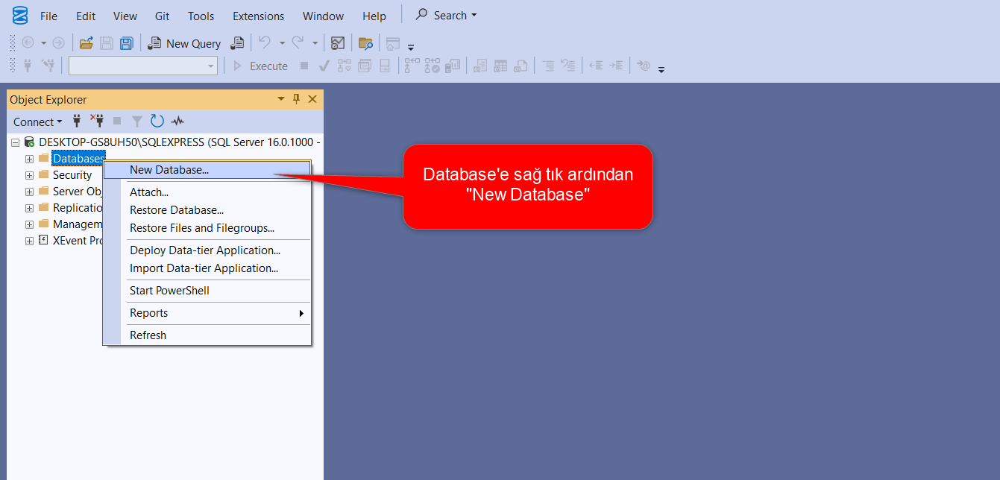 File Edit View Git Tools Extensions Window Help Search
New Query
Execute
Object Explorer
Connect
DESKTOP-GS8UH50\SQLEXPRESS (SQL Server 16.0.1000 -
Databases
Security
Server Obj
Replicatio
Managem
XEvent Pro
New Database...
Attach...
Restore Database...
Restore Files and Filegroups...
Deploy Data-tier Application...
Import Data-tier Application...
Start PowerShell
Reports
Refresh
Database'e sağ tık ardından
"New Database"